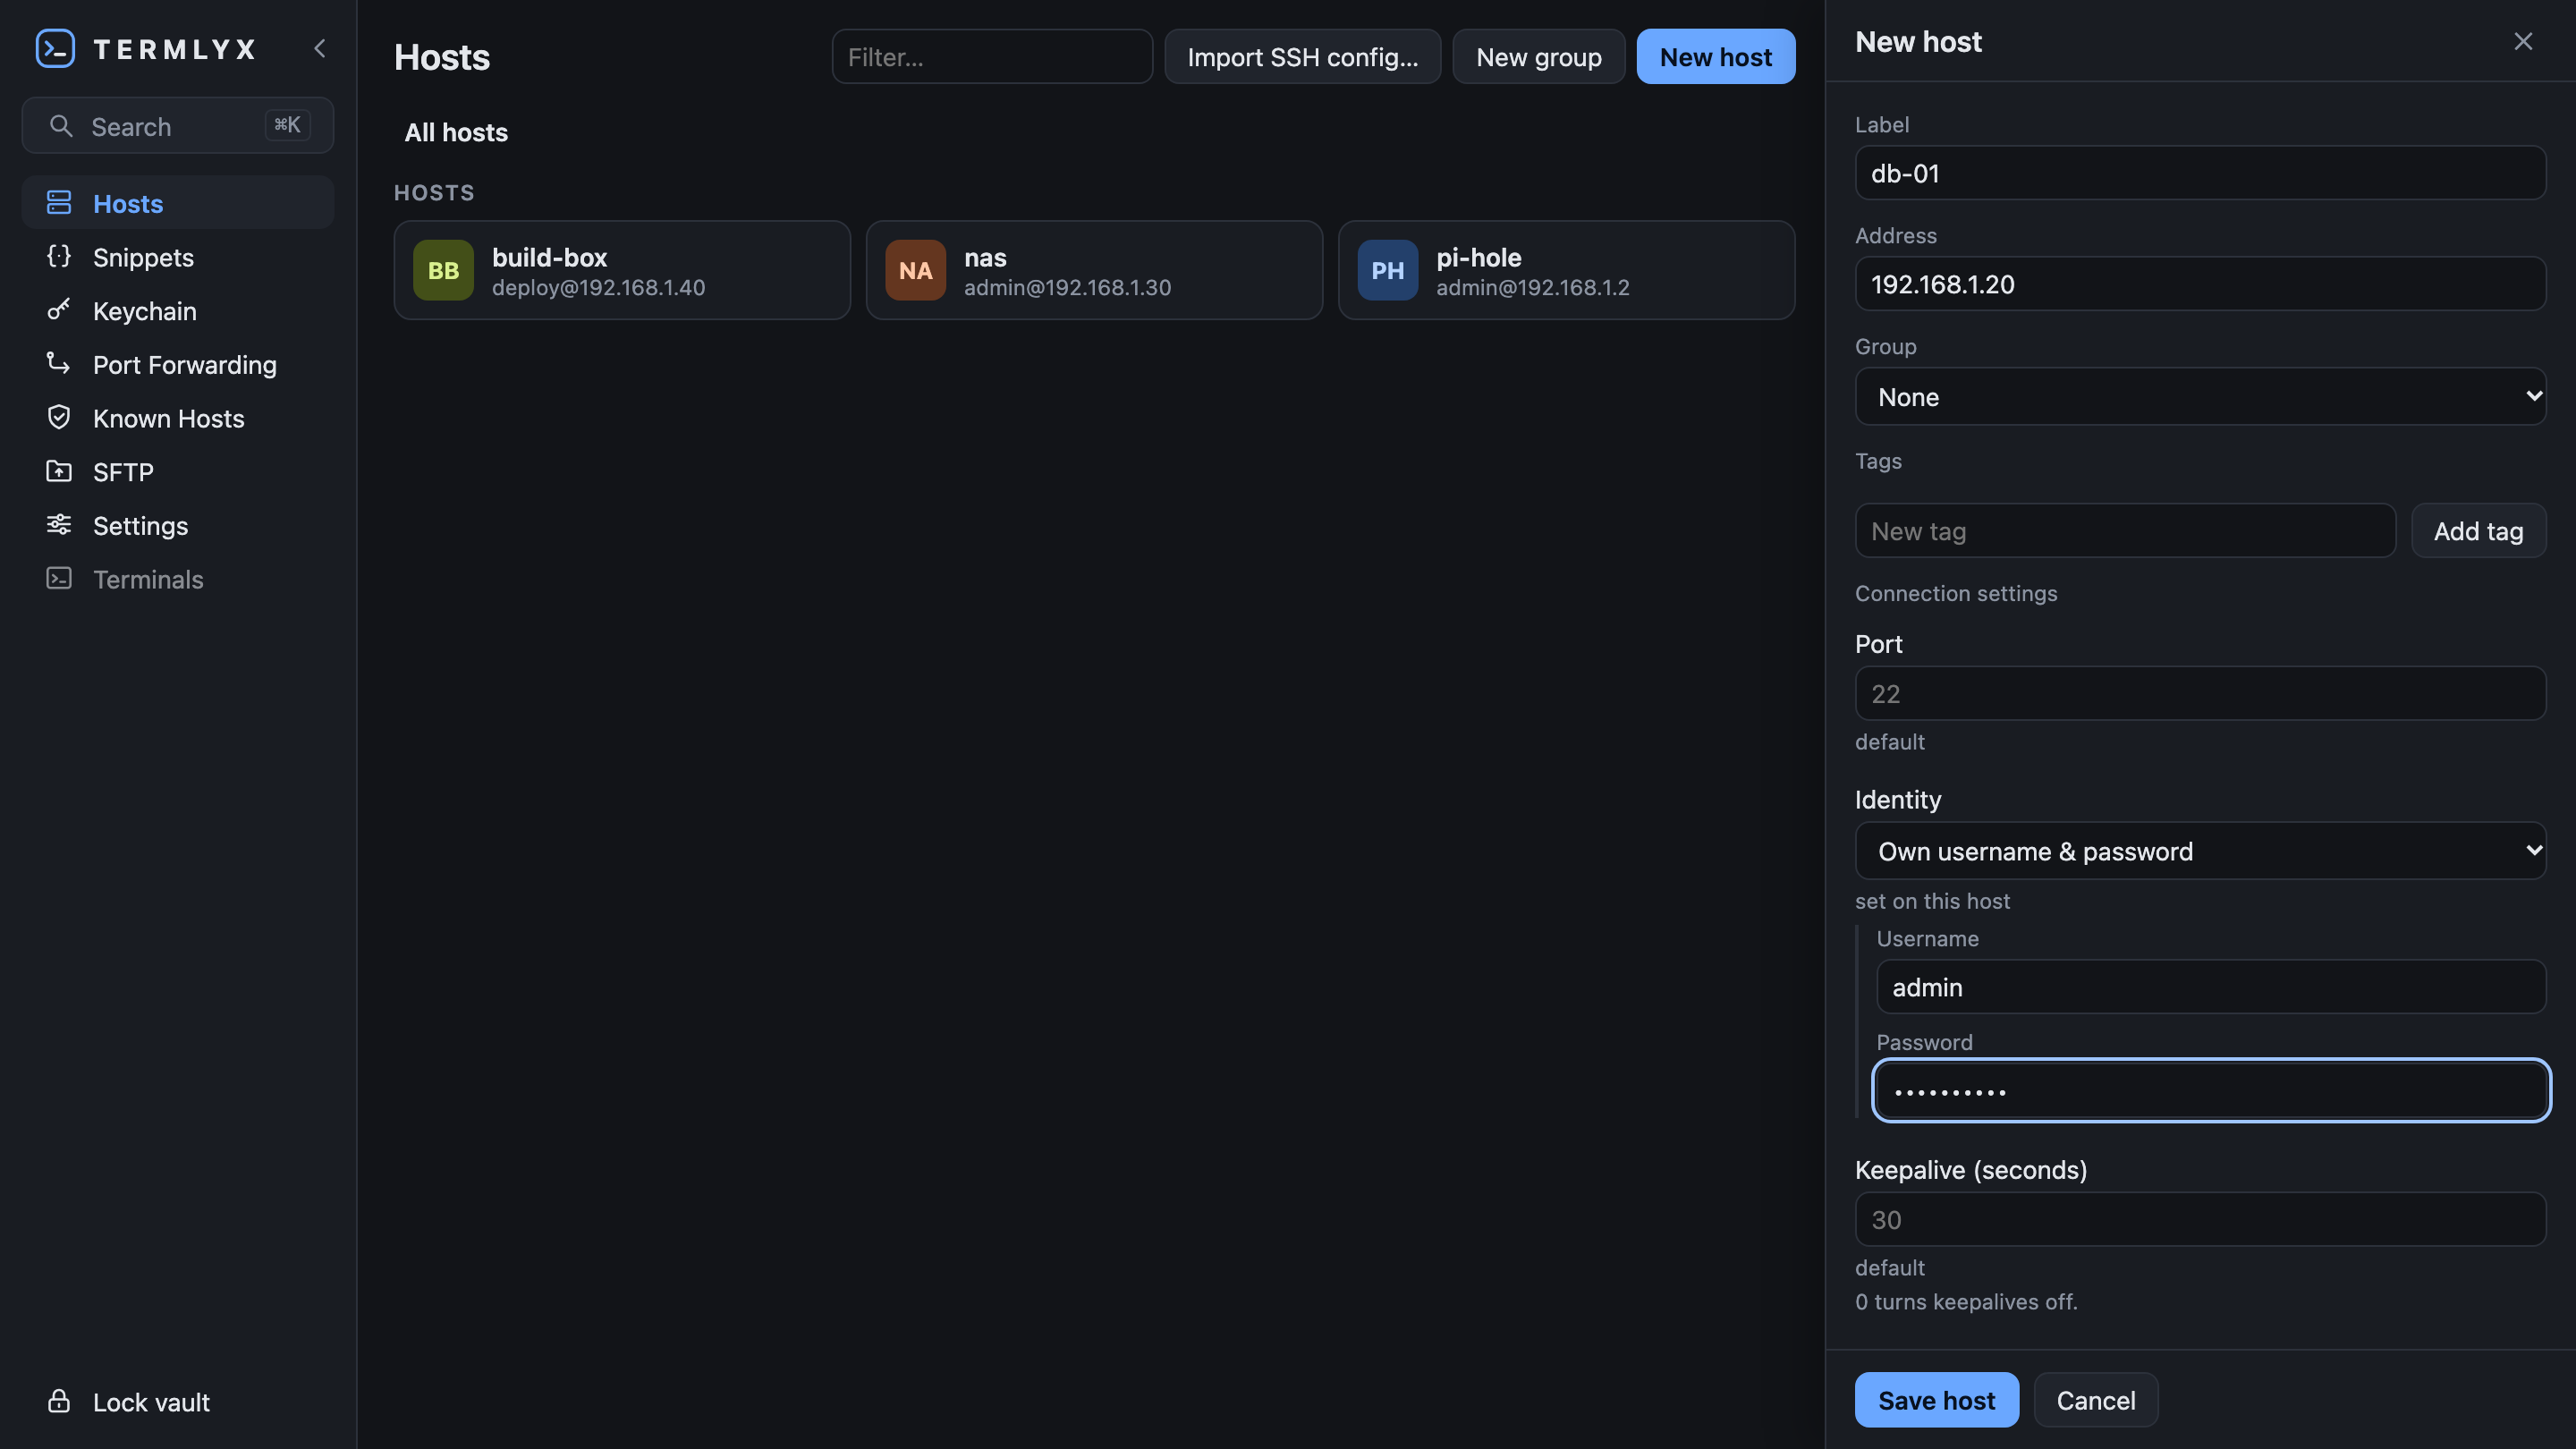 TERMLYX
Search
⌘K
Hosts
Snippets
Keychain
Port Forwarding
Known Hosts
SFTP
Settings
Terminals
Lock vault
Hosts
Filter...
Import SSH config...
New group
New host
All hosts
HOSTS
BB
build-box
deploy@192.168.1.40
NA
nas
admin@192.168.1.30
PH
pi-hole
admin@192.168.1.2
New host
Label
db-01
Address
192.168.1.20
Group
None
Tags
New tag
Add tag
Connection settings
Port
22
default
Identity
Own username & password
set on this host
Username
admin
Password
••••••••••
Keepalive (seconds)
30
default
0 turns keepalives off.
Save host
Cancel